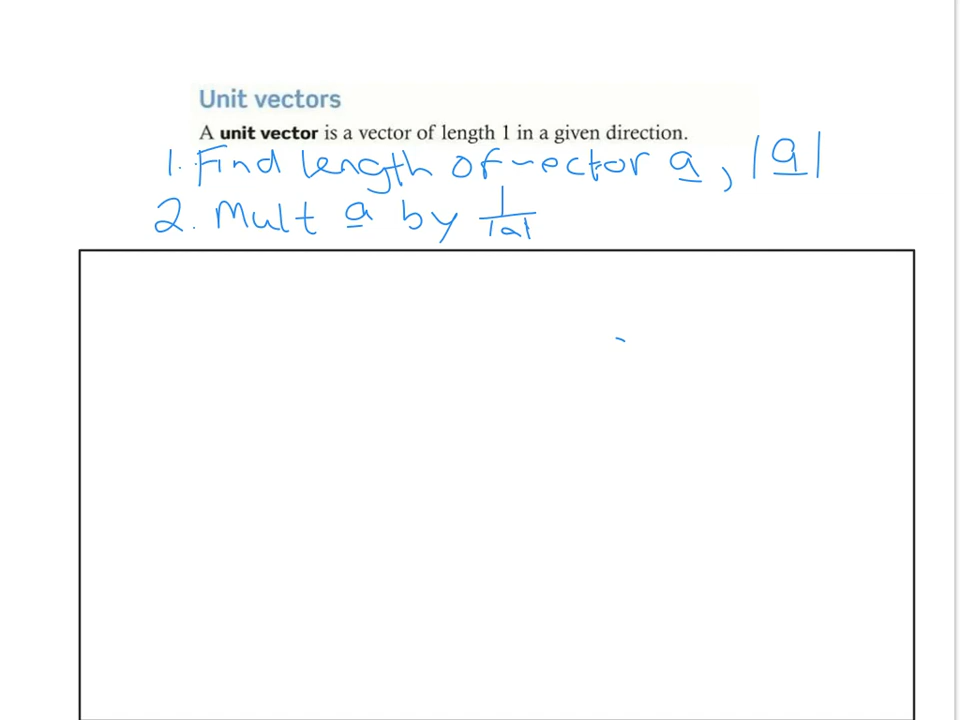 Unit vectors
A unit vector is a vector of length 1 in a given direction.
1. Find length of vector a, |a|
2. Mult a by 1/|a|